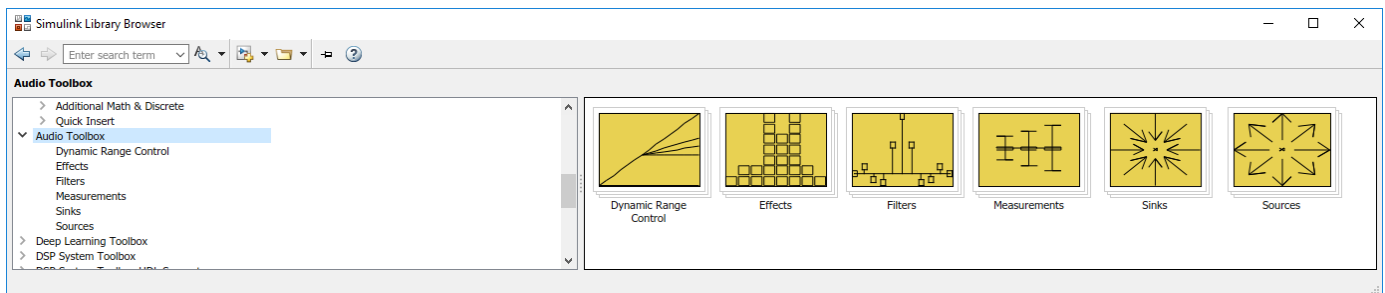 Simulink Library Browser
Enter search term
Audio Toolbox
Additional Math & Discrete
Quick Insert
Audio Toolbox
Dynamic Range Control
Effects
Filters
Measurements
Sinks
Sources
Deep Learning Toolbox
DSP System Toolbox
Dynamic Range
Control
Effects
Filters
Measurements
Sinks
Sources